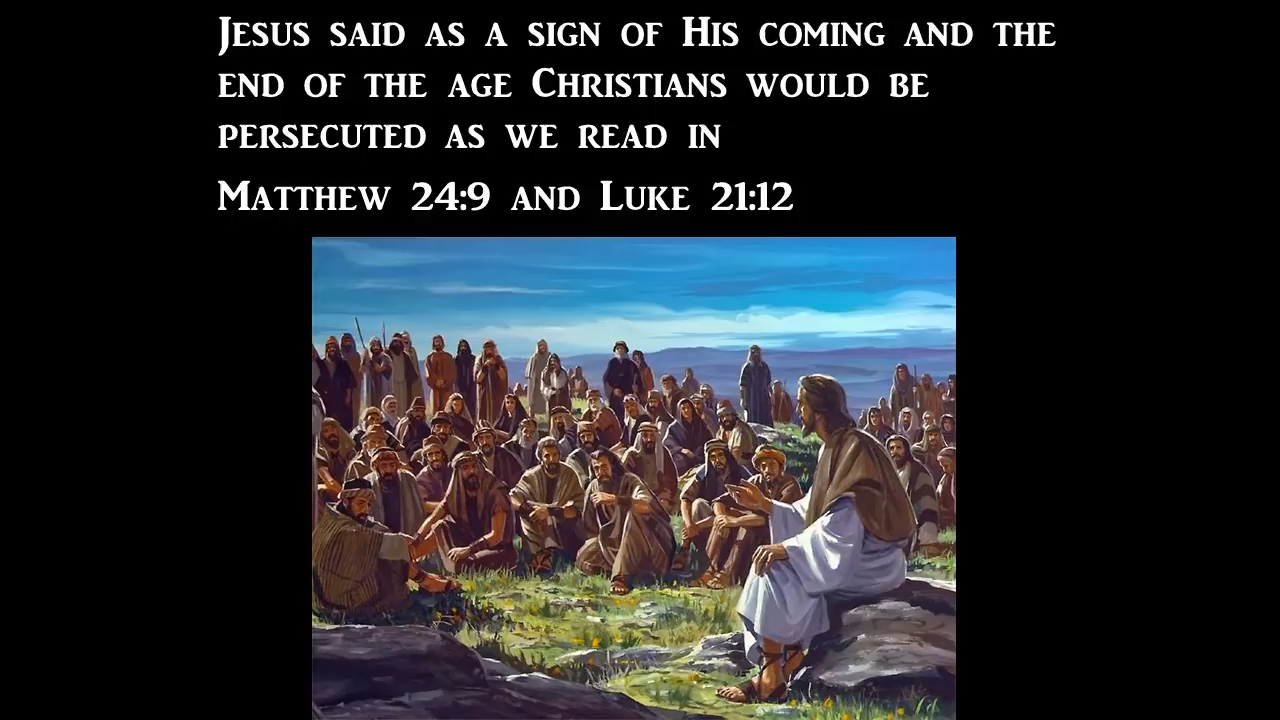 Jesus said as a sign of His coming and the
end of the age Christians would be
persecuted as we read in
Matthew 24:9 and Luke 21:12